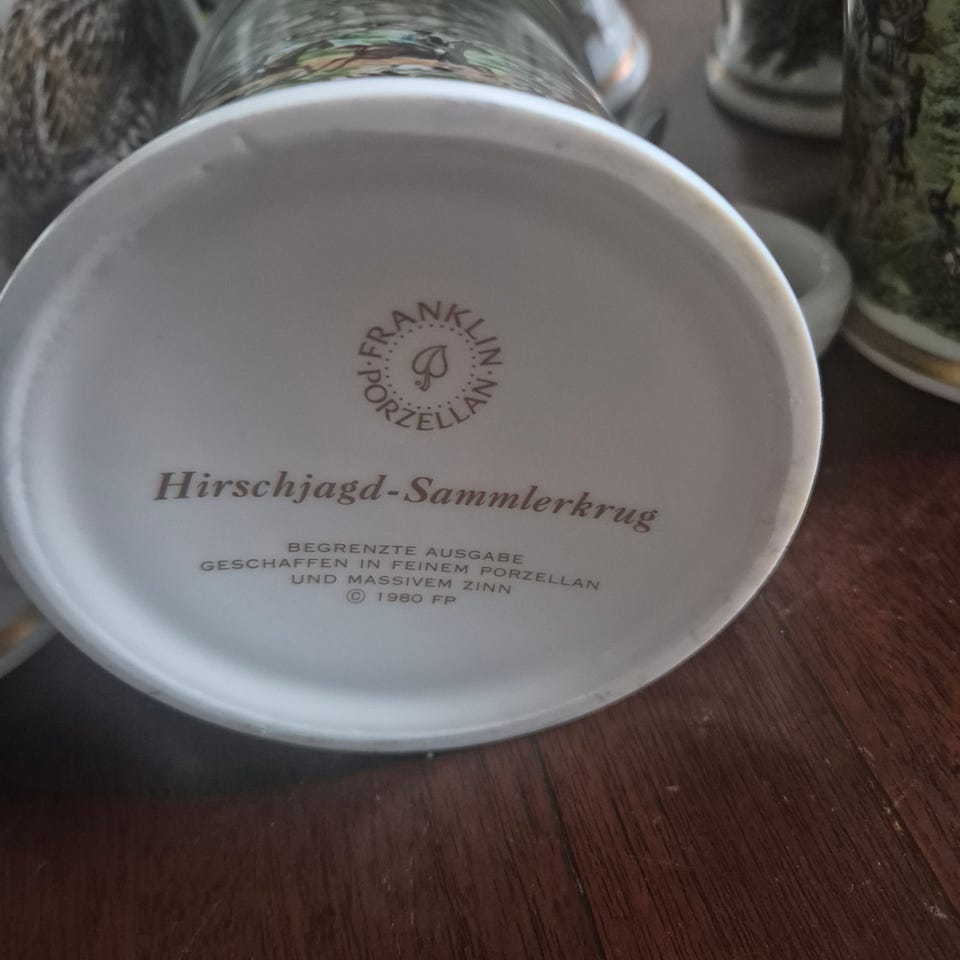 FRANKLIN
PORZELLAN
Hirschjagd-Sammlerkrug
BEGRENZTE AUSGABE
GESCHAFFEN IN FEINEM PORZELLAN
UND MASSIVEM ZINN
© 1980 FP